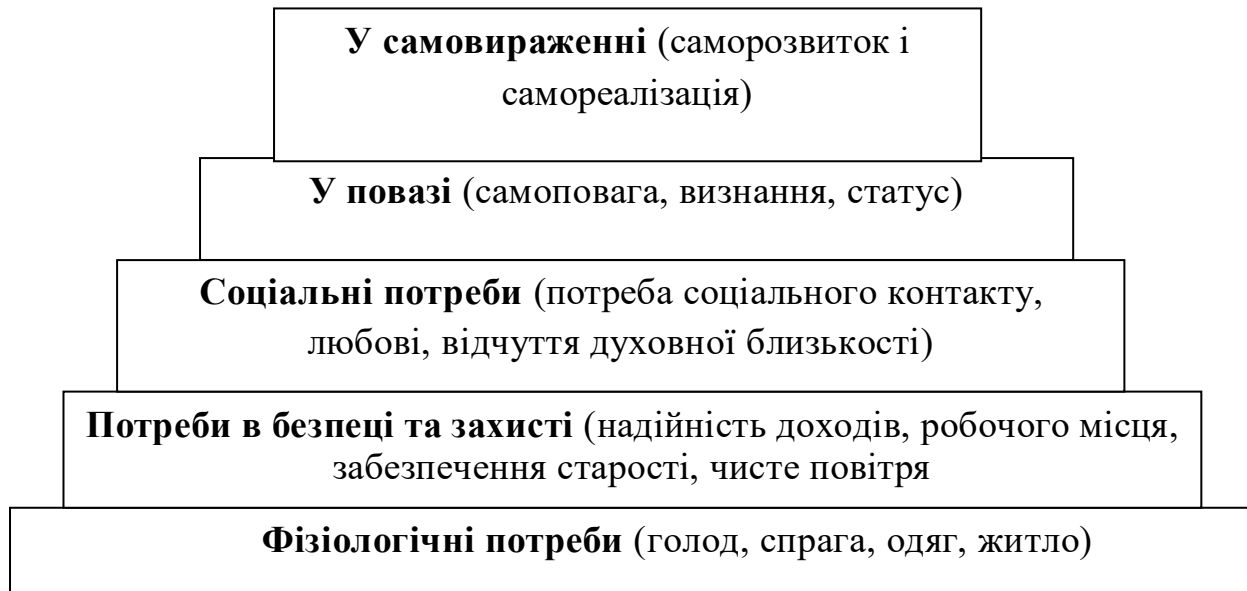 У самовираженні (саморозвиток і
самореалізація)
У повазі (самоповага, визнання, статус)
Соціальні потреби (потреба соціального контакту,
любові, відчуття духовної близькості)
Потреби в безпеці та захисті (надійність доходів, робочого місця,
забезпечення старості, чисте повітря
Фізіологічні потреби (голод, спрага, одяг, житло)